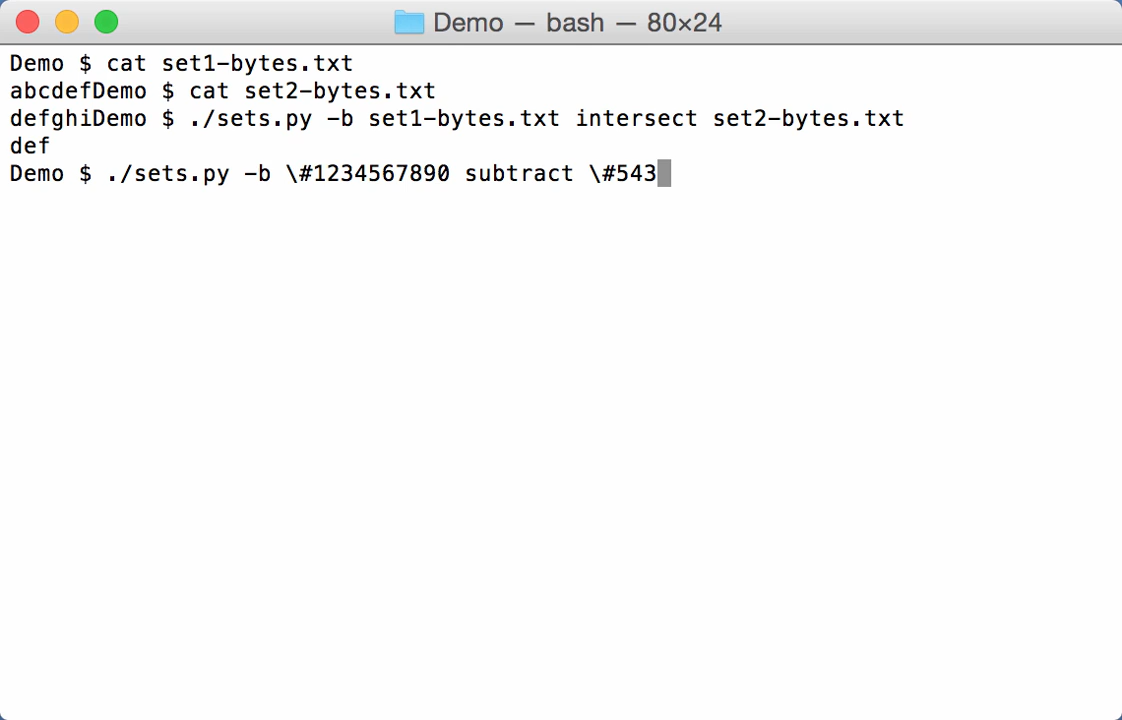 Demo — bash — 80×24
Demo $ cat set1-bytes.txt
abcdefDemo $ cat set2-bytes.txt
defghiDemo $ ./sets.py -b set1-bytes.txt intersect set2-bytes.txt
def
Demo $ ./sets.py -b \#1234567890 subtract \#543